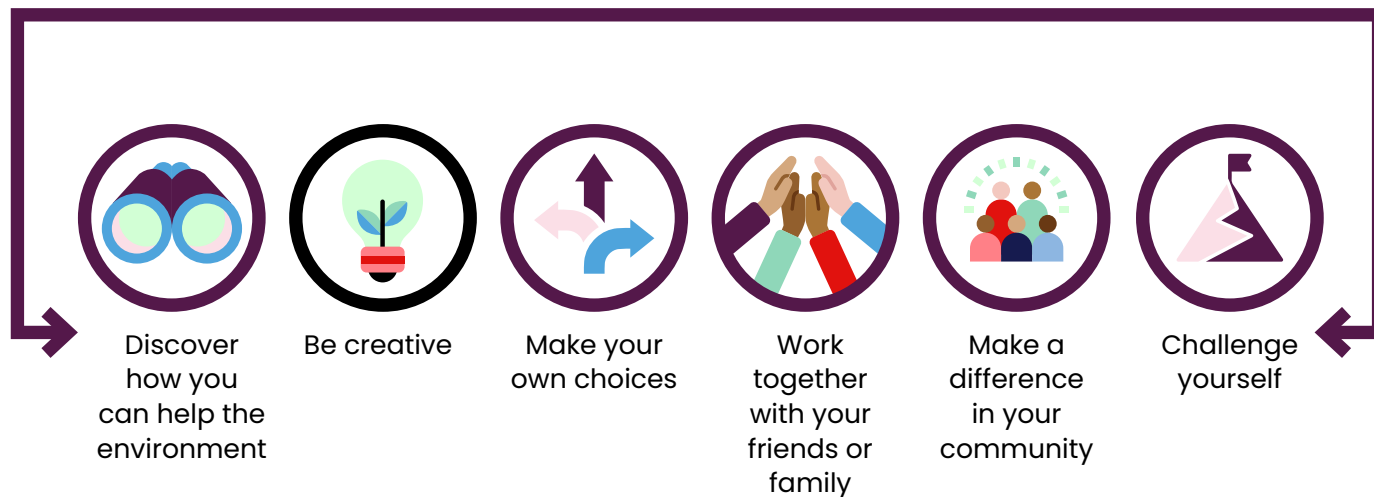 Discover
how you
can help the
environment
Be creative
Make your
own choices
Work
together
with your
friends or
family
Make a
difference
in your
community
Challenge
yourself